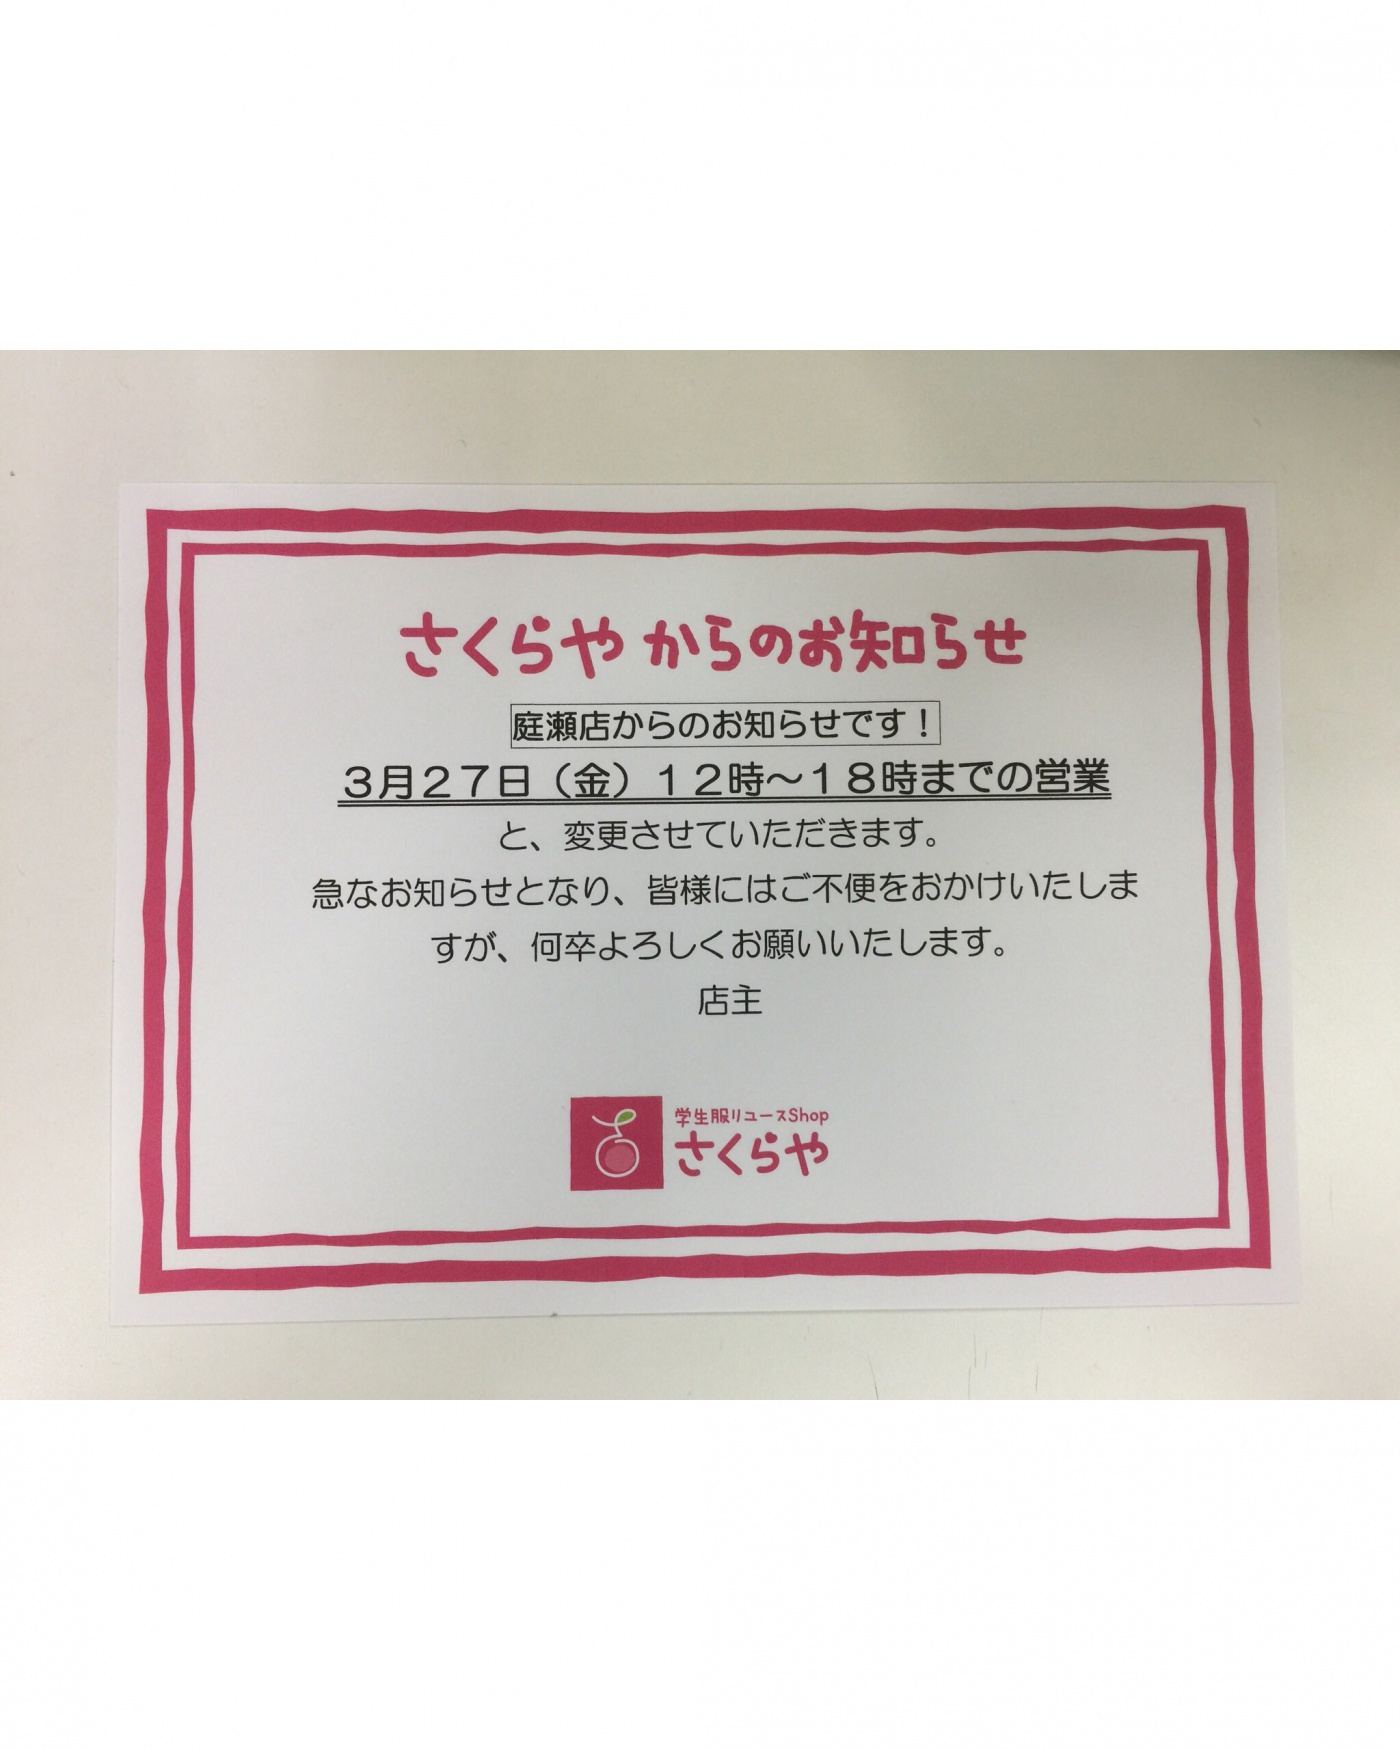 さくらや からのお知らせ
庭瀬店からのお知らせです！
３月２７日（金）１２時～１８時までの営業
と、変更させていただきます。
急なお知らせとなり、皆様にはご不便をおかけいたしま
すが、何卒よろしくお願いいたします。
店主
学生服リユースShop
さくらや